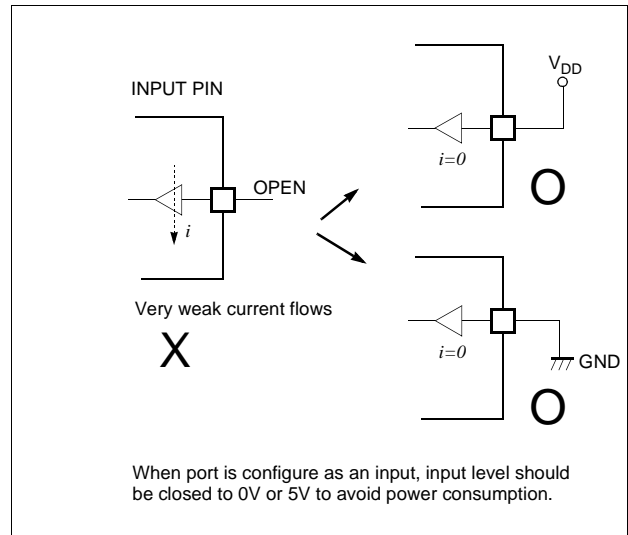 INPUT PIN
OPEN
i
Very weak current flows
X
VDD
i=0
O
i=0
GND
O
When port is configure as an input, input level should
be closed to 0V or 5V to avoid power consumption.